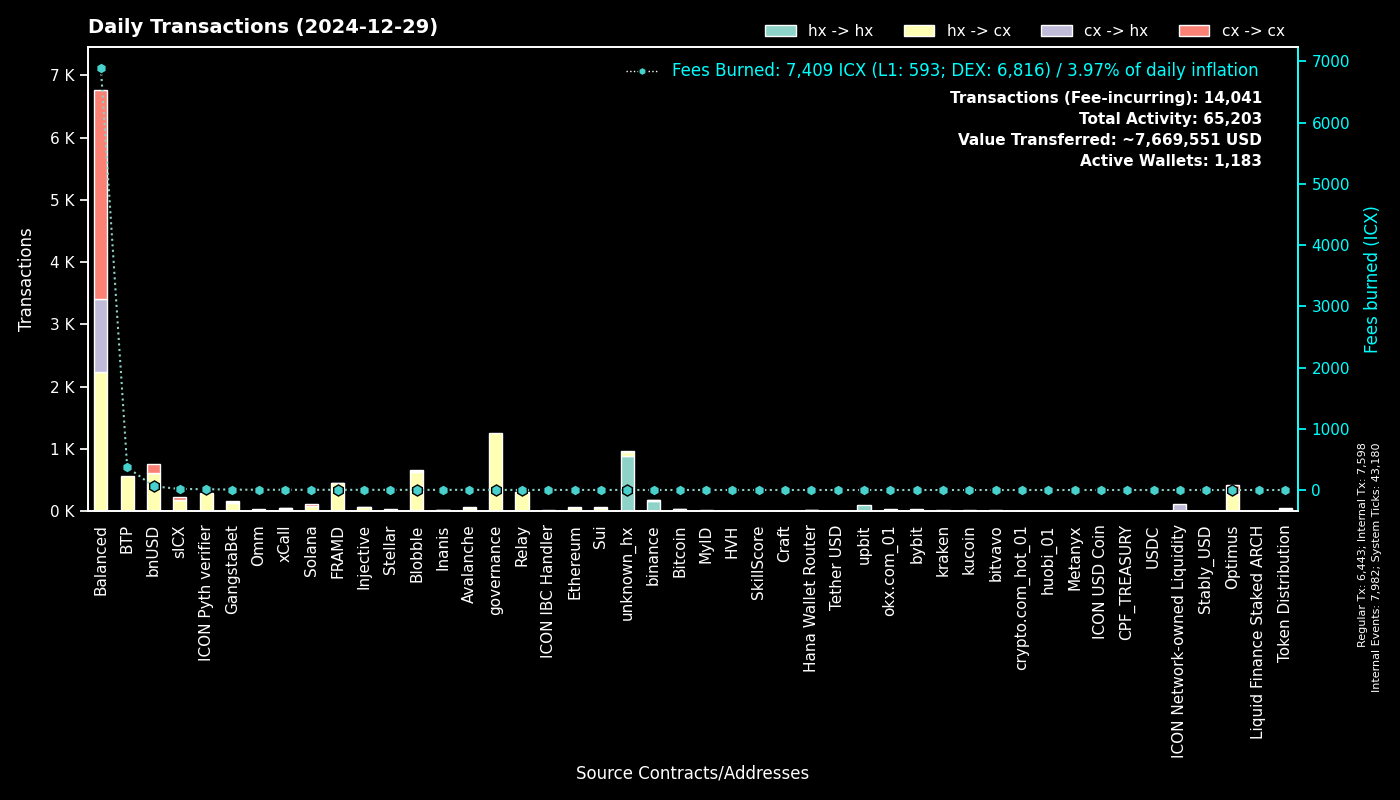 Daily Transactions (2024-12-29)
hx -> hx
hx -> cx
cx -> hx
cx -> cx
Fees Burned: 7,409 ICX (L1: 593; DEX: 6,816) / 3.97% of daily inflation
Transactions (Fee-incurring): 14,041
Total Activity: 65,203
Value Transferred: ~7,669,551 USD
Active Wallets: 1,183
Transactions
7 K
6 K
5 K
4 K
3 K
2 K
1 K
0 K
7000
6000
5000
4000
3000
2000
1000
0
Fees burned (ICX)
Regular Tx: 6,443; Internal Tx: 7,598
Internal Events: 7,982; System Ticks: 43,180
Balanced
BTP
bnUSD
sICX
ICON Pyth verifier
GangstaBet
Omm
xCall
Solana
FRAMD
Injective
Stellar
Blobble
Inanis
Avalanche
governance
Relay
ICON IBC Handler
Ethereum
Sui
unknown_hx
binance
Bitcoin
MyID
HVH
SkillScore
Craft
Hana Wallet Router
Tether USD
upbit
okx.com_01
bybit
kraken
kucoin
bitvavo
crypto.com_hot_01
huobi_01
Metanyx
ICON USD Coin
CPF_TREASURY
USDC
ICON Network-owned Liquidity
Stably_USD
Optimus
Liquid Finance Staked ARCH
Token Distribution
Source Contracts/Addresses